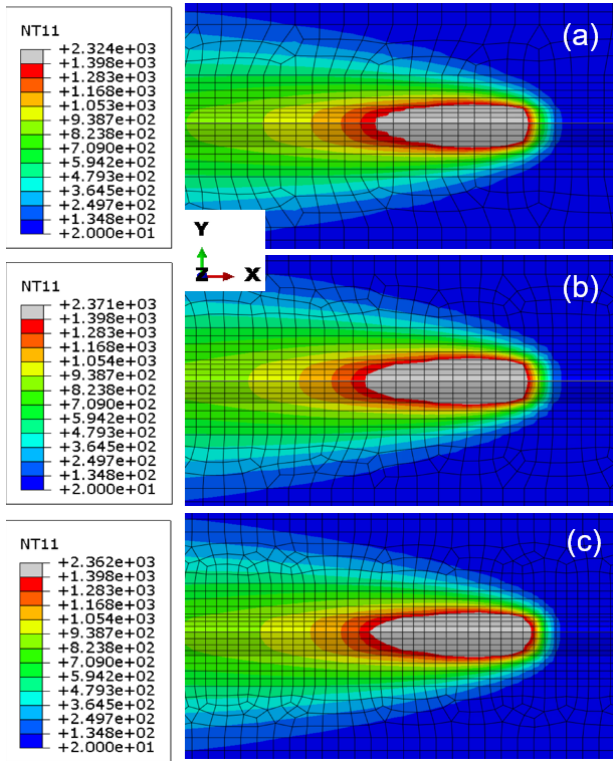 NT11
+2.324e+03
+1.398e+03
+1.283e+03
+1.168e+03
+1.053e+03
+9.387e+02
+8.238e+02
+7.090e+02
+5.942e+02
+4.793e+02
+3.645e+02
+2.497e+02
+1.348e+02
+2.000e+01
(a)
Y
Z X
NT11
+2.371e+03
+1.398e+03
+1.283e+03
+1.168e+03
+1.054e+03
+9.387e+02
+8.238e+02
+7.090e+02
+5.942e+02
+4.793e+02
+3.645e+02
+2.497e+02
+1.348e+02
+2.000e+01
(b)
NT11
+2.362e+03
+1.398e+03
+1.283e+03
+1.168e+03
+1.054e+03
+9.387e+02
+8.238e+02
+7.090e+02
+5.942e+02
+4.793e+02
+3.645e+02
+2.497e+02
+1.348e+02
+2.000e+01
(c)